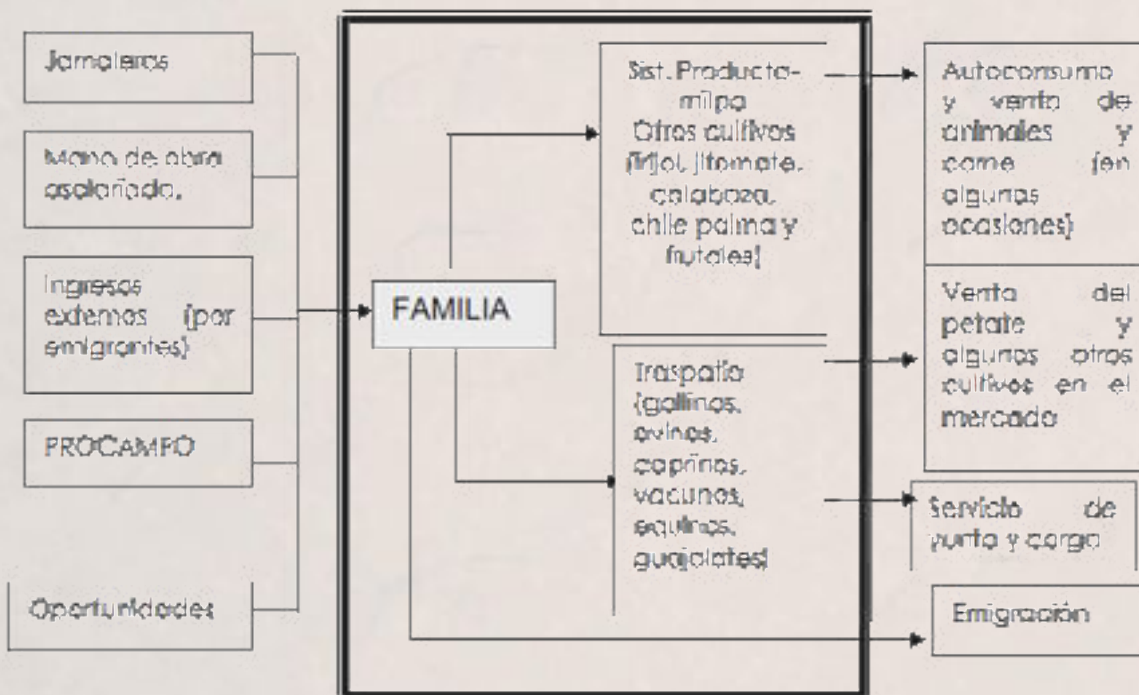 Jornaleros
Mano de obra
asalariada.
Ingresos
externos (por
emigrantes)
PROCAMPO
Oportunidades
FAMILIA
Sist. Producto-
milpa
Otros cultivos
(frijol, jitomate,
calabaza,
chile palma y
frutales)
Traspatio
(gallinas,
ovinos,
caprinos,
vacunos,
equinos,
guajolotes)
Autoconsumo
y venta de
animales y
carne (en
algunas
ocasiones)
Venta del
petate y
algunos otros
cultivos en el
mercado
Servicio de
yunta y carga
Emigración